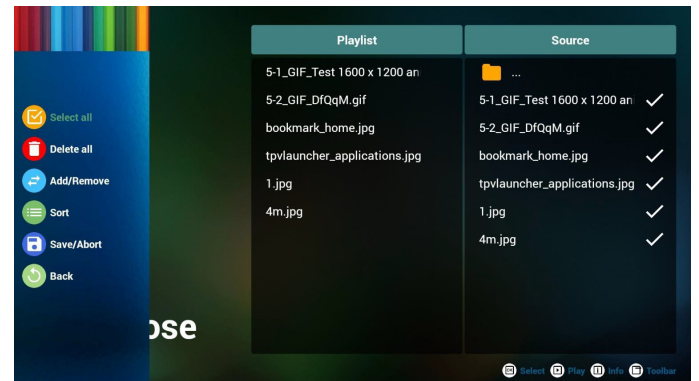 Playlist
Source
5-1_GIF_Test 1600 x 1200 an
...
5-2_GIF_DfQqM.gif
5-1_GIF_Test 1600 x 1200 an
bookmark_home.jpg
5-2_GIF_DfQqM.gif
tpvlauncher_applications.jpg
bookmark_home.jpg
1.jpg
tpvlauncher_applications.jpg
4m.jpg
1.jpg
4m.jpg
Select all
Delete all
Add/Remove
Sort
Save/Abort
Back
ose
Select
Play
Info
Toolbar